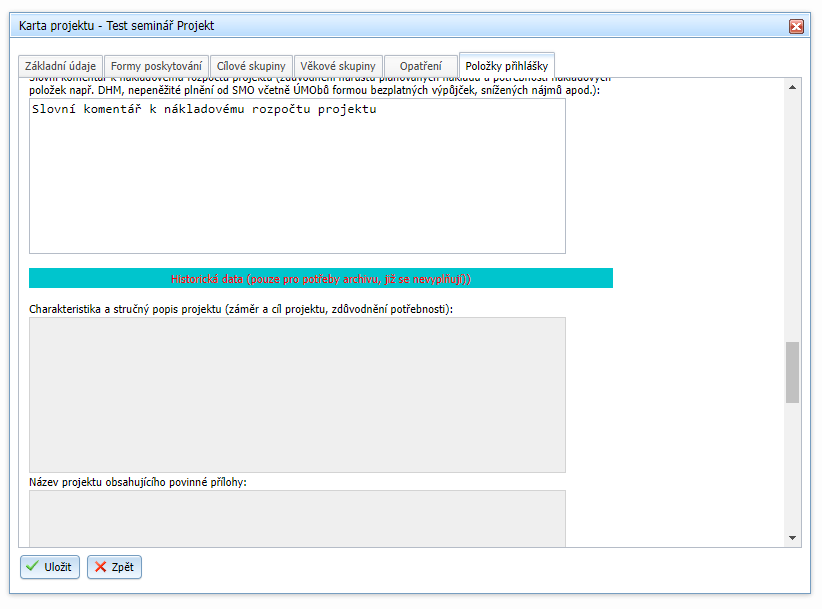 Karta projektu - Test seminář Projekt
Základní údaje Formy poskytování Cílové skupiny Věkové skupiny Opatření Položky přihlášky
Slovní komentář k nákladovému rozpočtu projektu (zdůvodnění nárůstu plánovaných nákladů a potřebnosti nákladových
položek např. DHM, nepeněžité plnění od SMO včetně ÚMObů formou bezplatných výpůjček, snížených nájmů apod.):
Slovní komentář k nákladovému rozpočtu projektu
Historická data (pouze pro potřeby archivu, již se nevyplňují))
Charakteristika a stručný popis projektu (záměr a cíl projektu, zdůvodnění potřebnosti):
Název projektu obsahujícího povinné přílohy:
Uložit Zpět